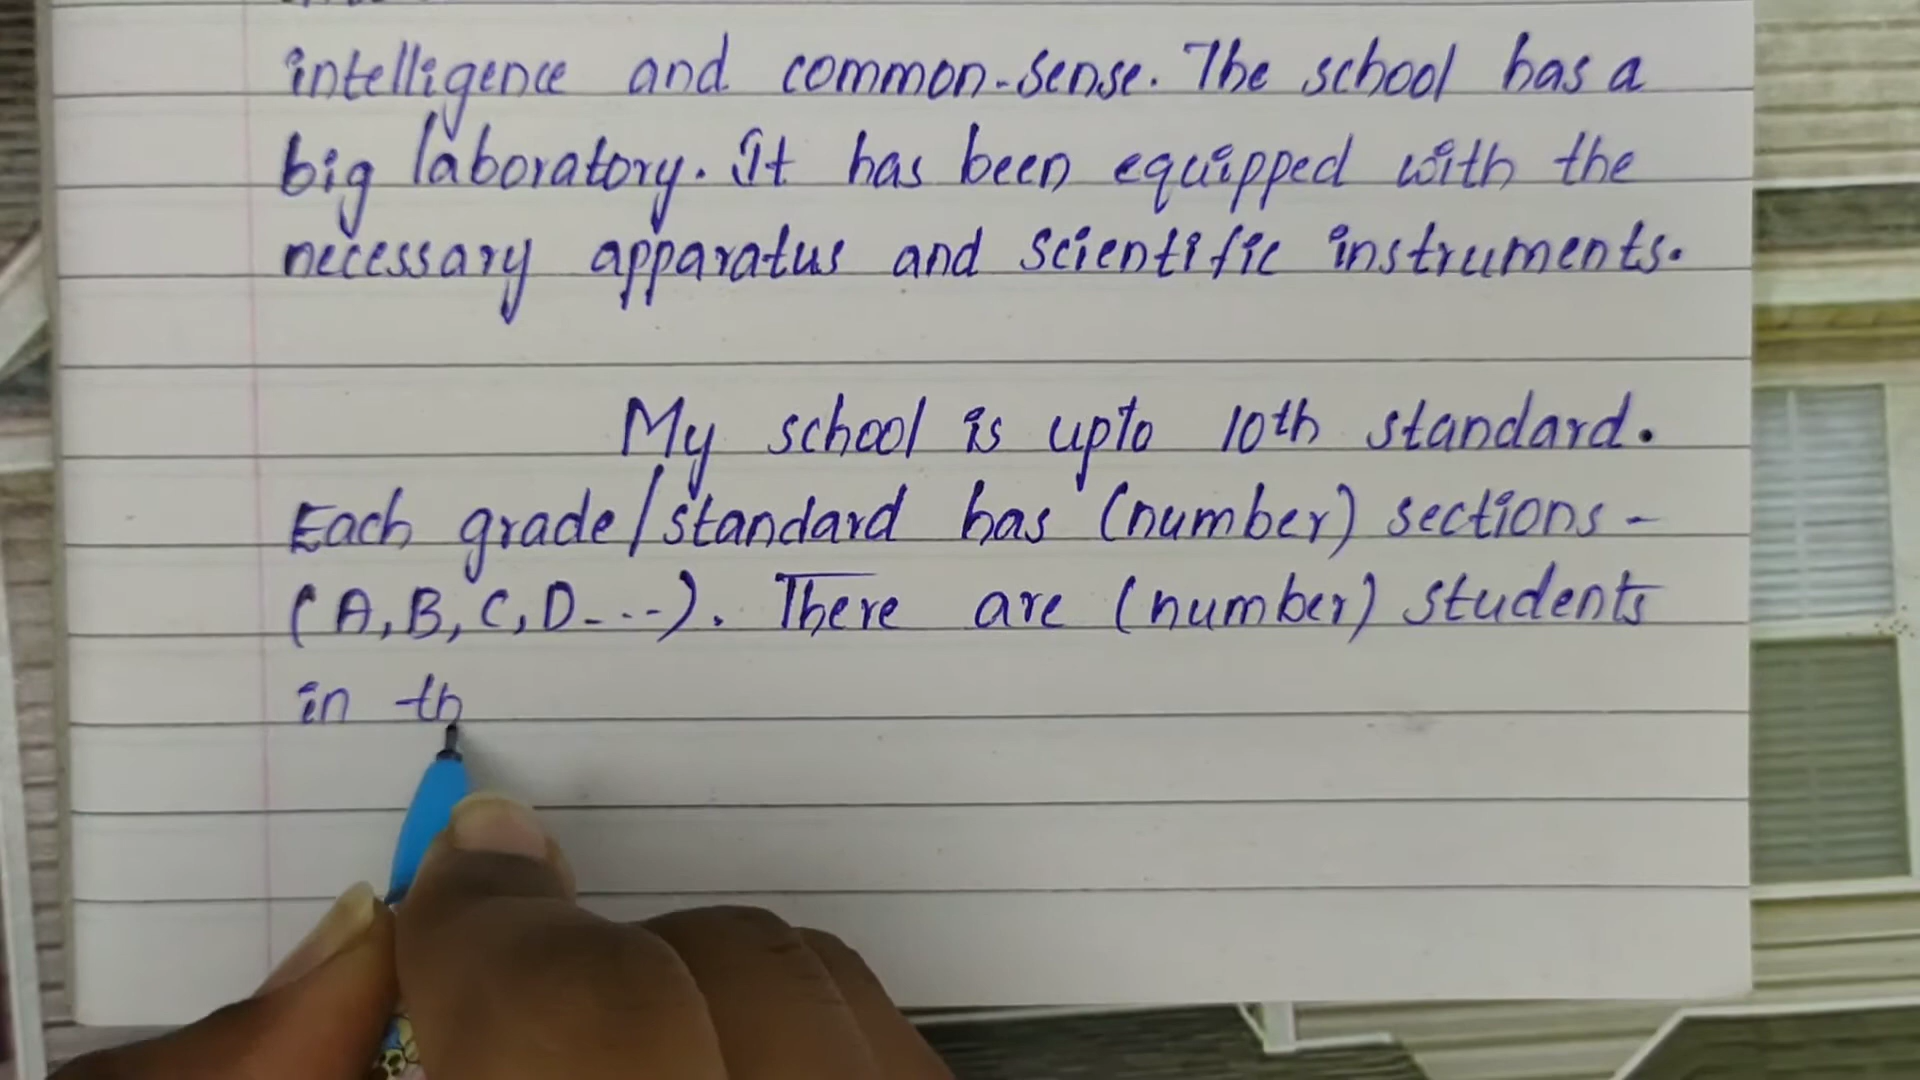 intelligence and common-sense. The school has a
big laboratory. It has been equipped with the
necessary apparatus and scientific instruments.
My school is upto 10th standard.
Each grade/standard has (number) sections -
(A, B, C, D---). There are (number) students
in th